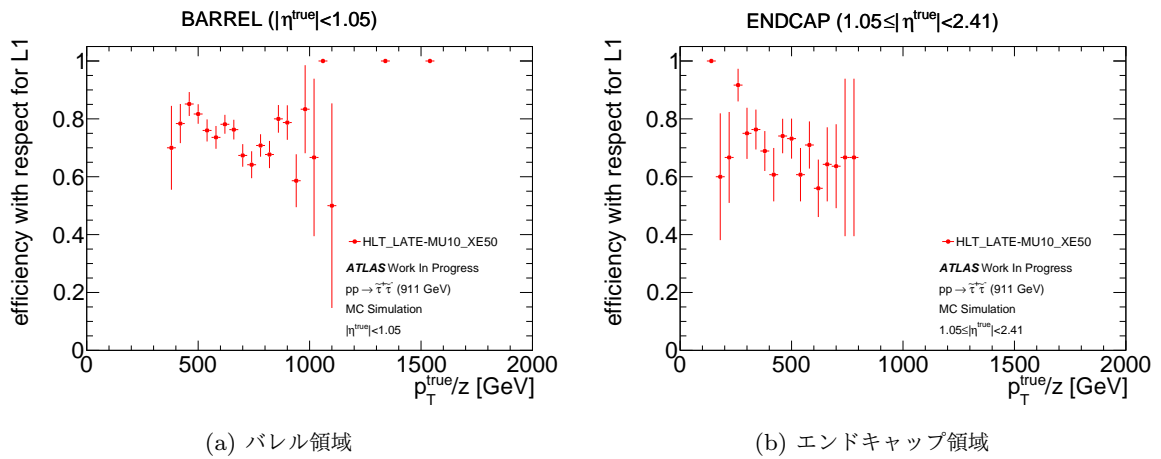 BARREL (|η^true|<1.05)
efficiency with respect for L1
1
0.8
0.6
0.4
0.2
0
0 500 1000 1500 2000
p_T^true/z [GeV]
HLT_LATE-MU10_XE50
ATLAS Work In Progress
pp → τ̃⁺τ̃⁻ (911 GeV)
MC Simulation
|η^true|<1.05
(a) バレル領域
ENDCAP (1.05≤|η^true|<2.41)
efficiency with respect for L1
1
0.8
0.6
0.4
0.2
0
0 500 1000 1500 2000
p_T^true/z [GeV]
HLT_LATE-MU10_XE50
ATLAS Work In Progress
pp → τ̃⁺τ̃⁻ (911 GeV)
MC Simulation
1.05≤|η^true|<2.41
(b) エンドキャップ領域